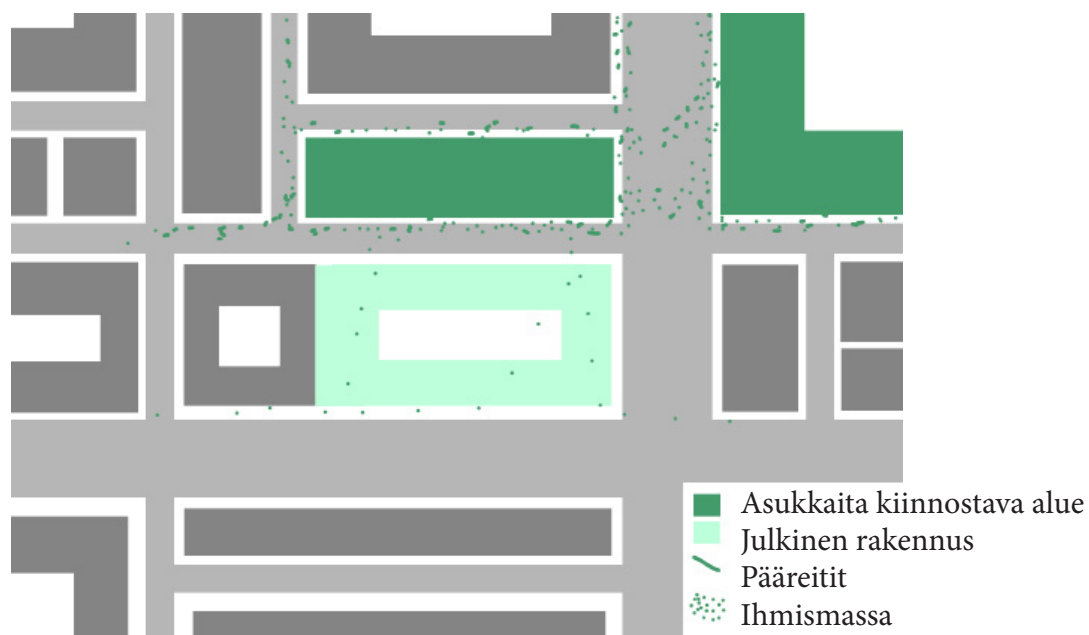 Asukkaita kiinnostava alue
Julkinen rakennus
Pääreitit
Ihmismassa